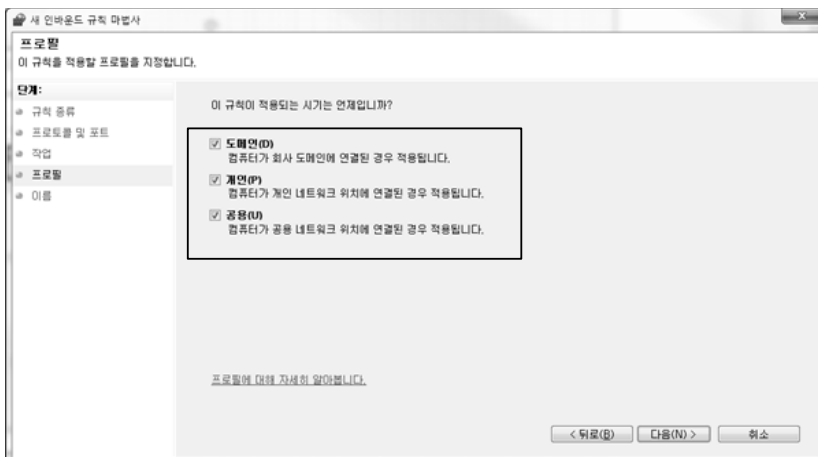 새 인바운드 규칙 마법사
프로필
이 규칙을 적용할 프로필을 지정합니다.
단계:
규칙 종류
프로토콜 및 포트
작업
프로필
이름
이 규칙이 적용되는 시기는 언제입니까?
도메인(D)
컴퓨터가 회사 도메인에 연결된 경우 적용됩니다.
개인(P)
컴퓨터가 개인 네트워크 위치에 연결된 경우 적용됩니다.
공용(U)
컴퓨터가 공용 네트워크 위치에 연결된 경우 적용됩니다.
프로필에 대해 자세히 알아봅니다.
< 뒤로(B) 다음(N) > 취소